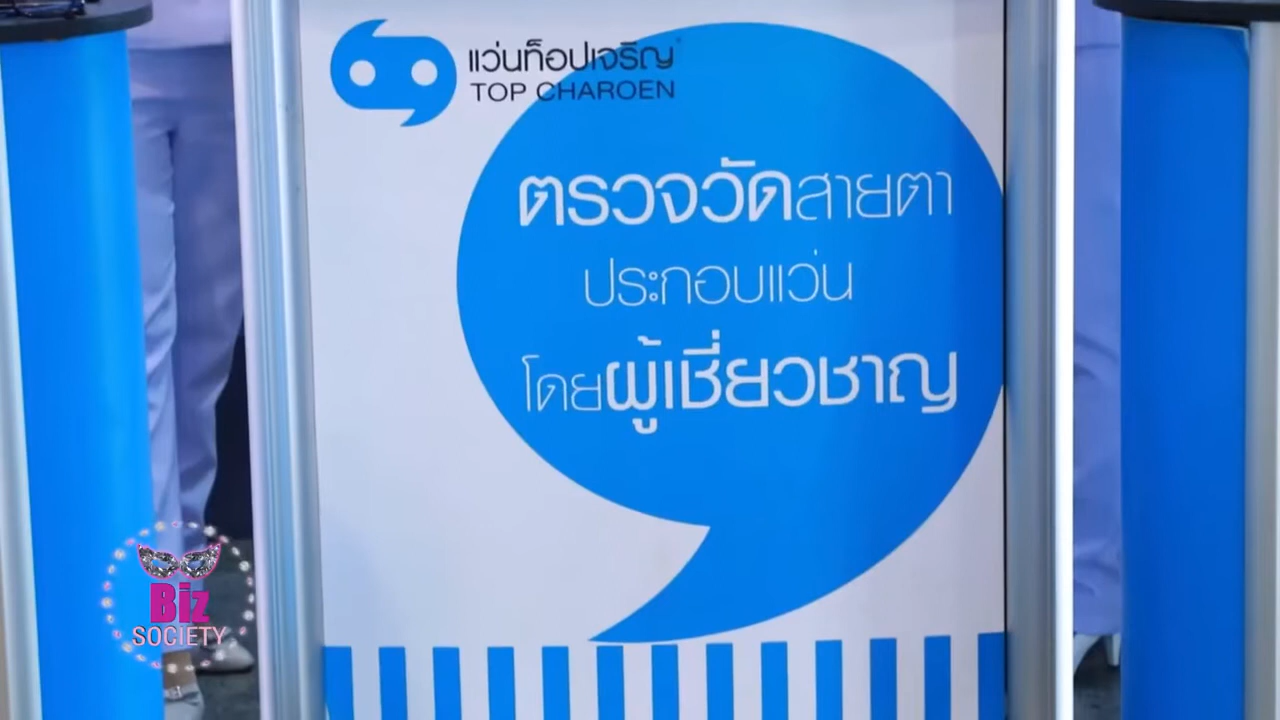 แว่นท็อปเจริญ
TOP CHAROEN
ตรวจวัดสายตา
ประกอบแว่น
โดยผู้เชี่ยวชาญ
Biz
SOCIETY